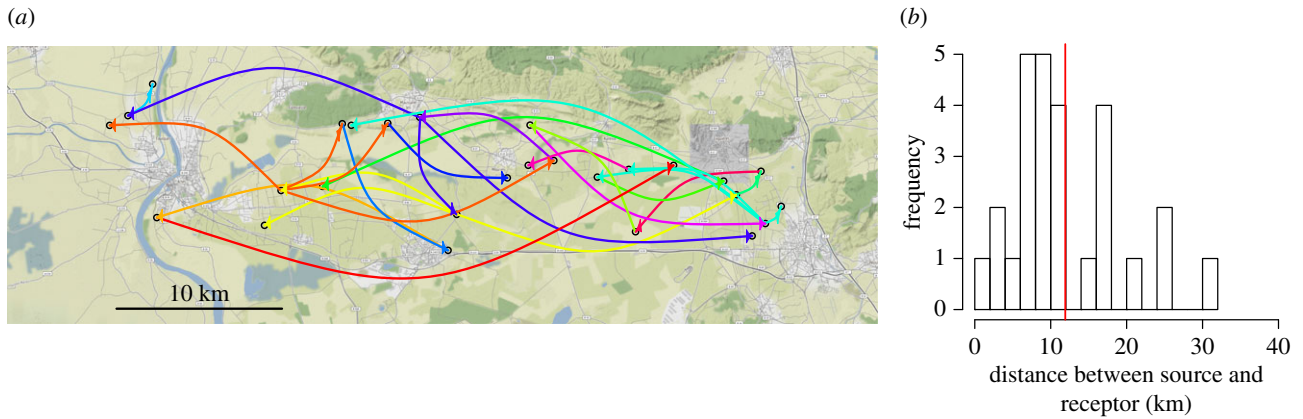 (a)
10 km
(b)
frequency
5
4
3
2
1
0
0 10 20 30 40
distance between source and
receptor (km)